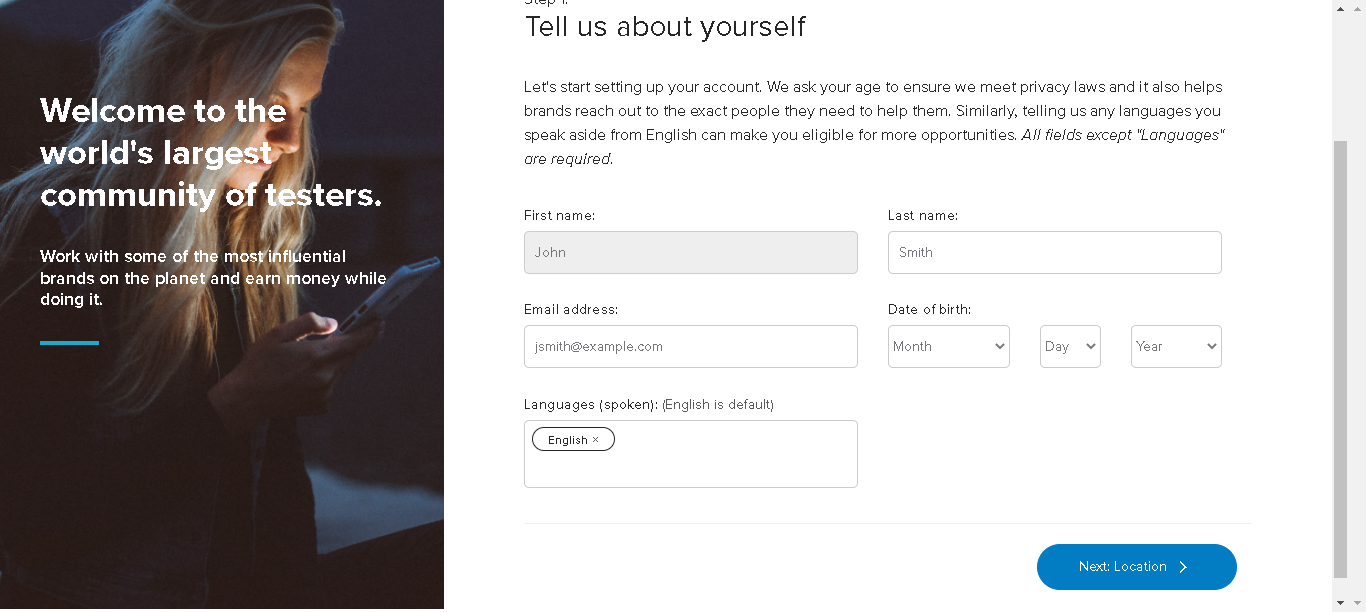 Welcome to the
world's largest
community of testers.
Work with some of the most influential
brands on the planet and earn money while
doing it.
Step 1:
Tell us about yourself
Let's start setting up your account. We ask your age to ensure we meet privacy laws and it also helps
brands reach out to the exact people they need to help them. Similarly, telling us any languages you
speak aside from English can make you eligible for more opportunities. All fields except "Languages"
are required.
First name:
Last name:
John
Smith
Email address:
Date of birth:
jsmith@example.com
Month
Day
Year
Languages (spoken): (English is default)
English ×
Next: Location